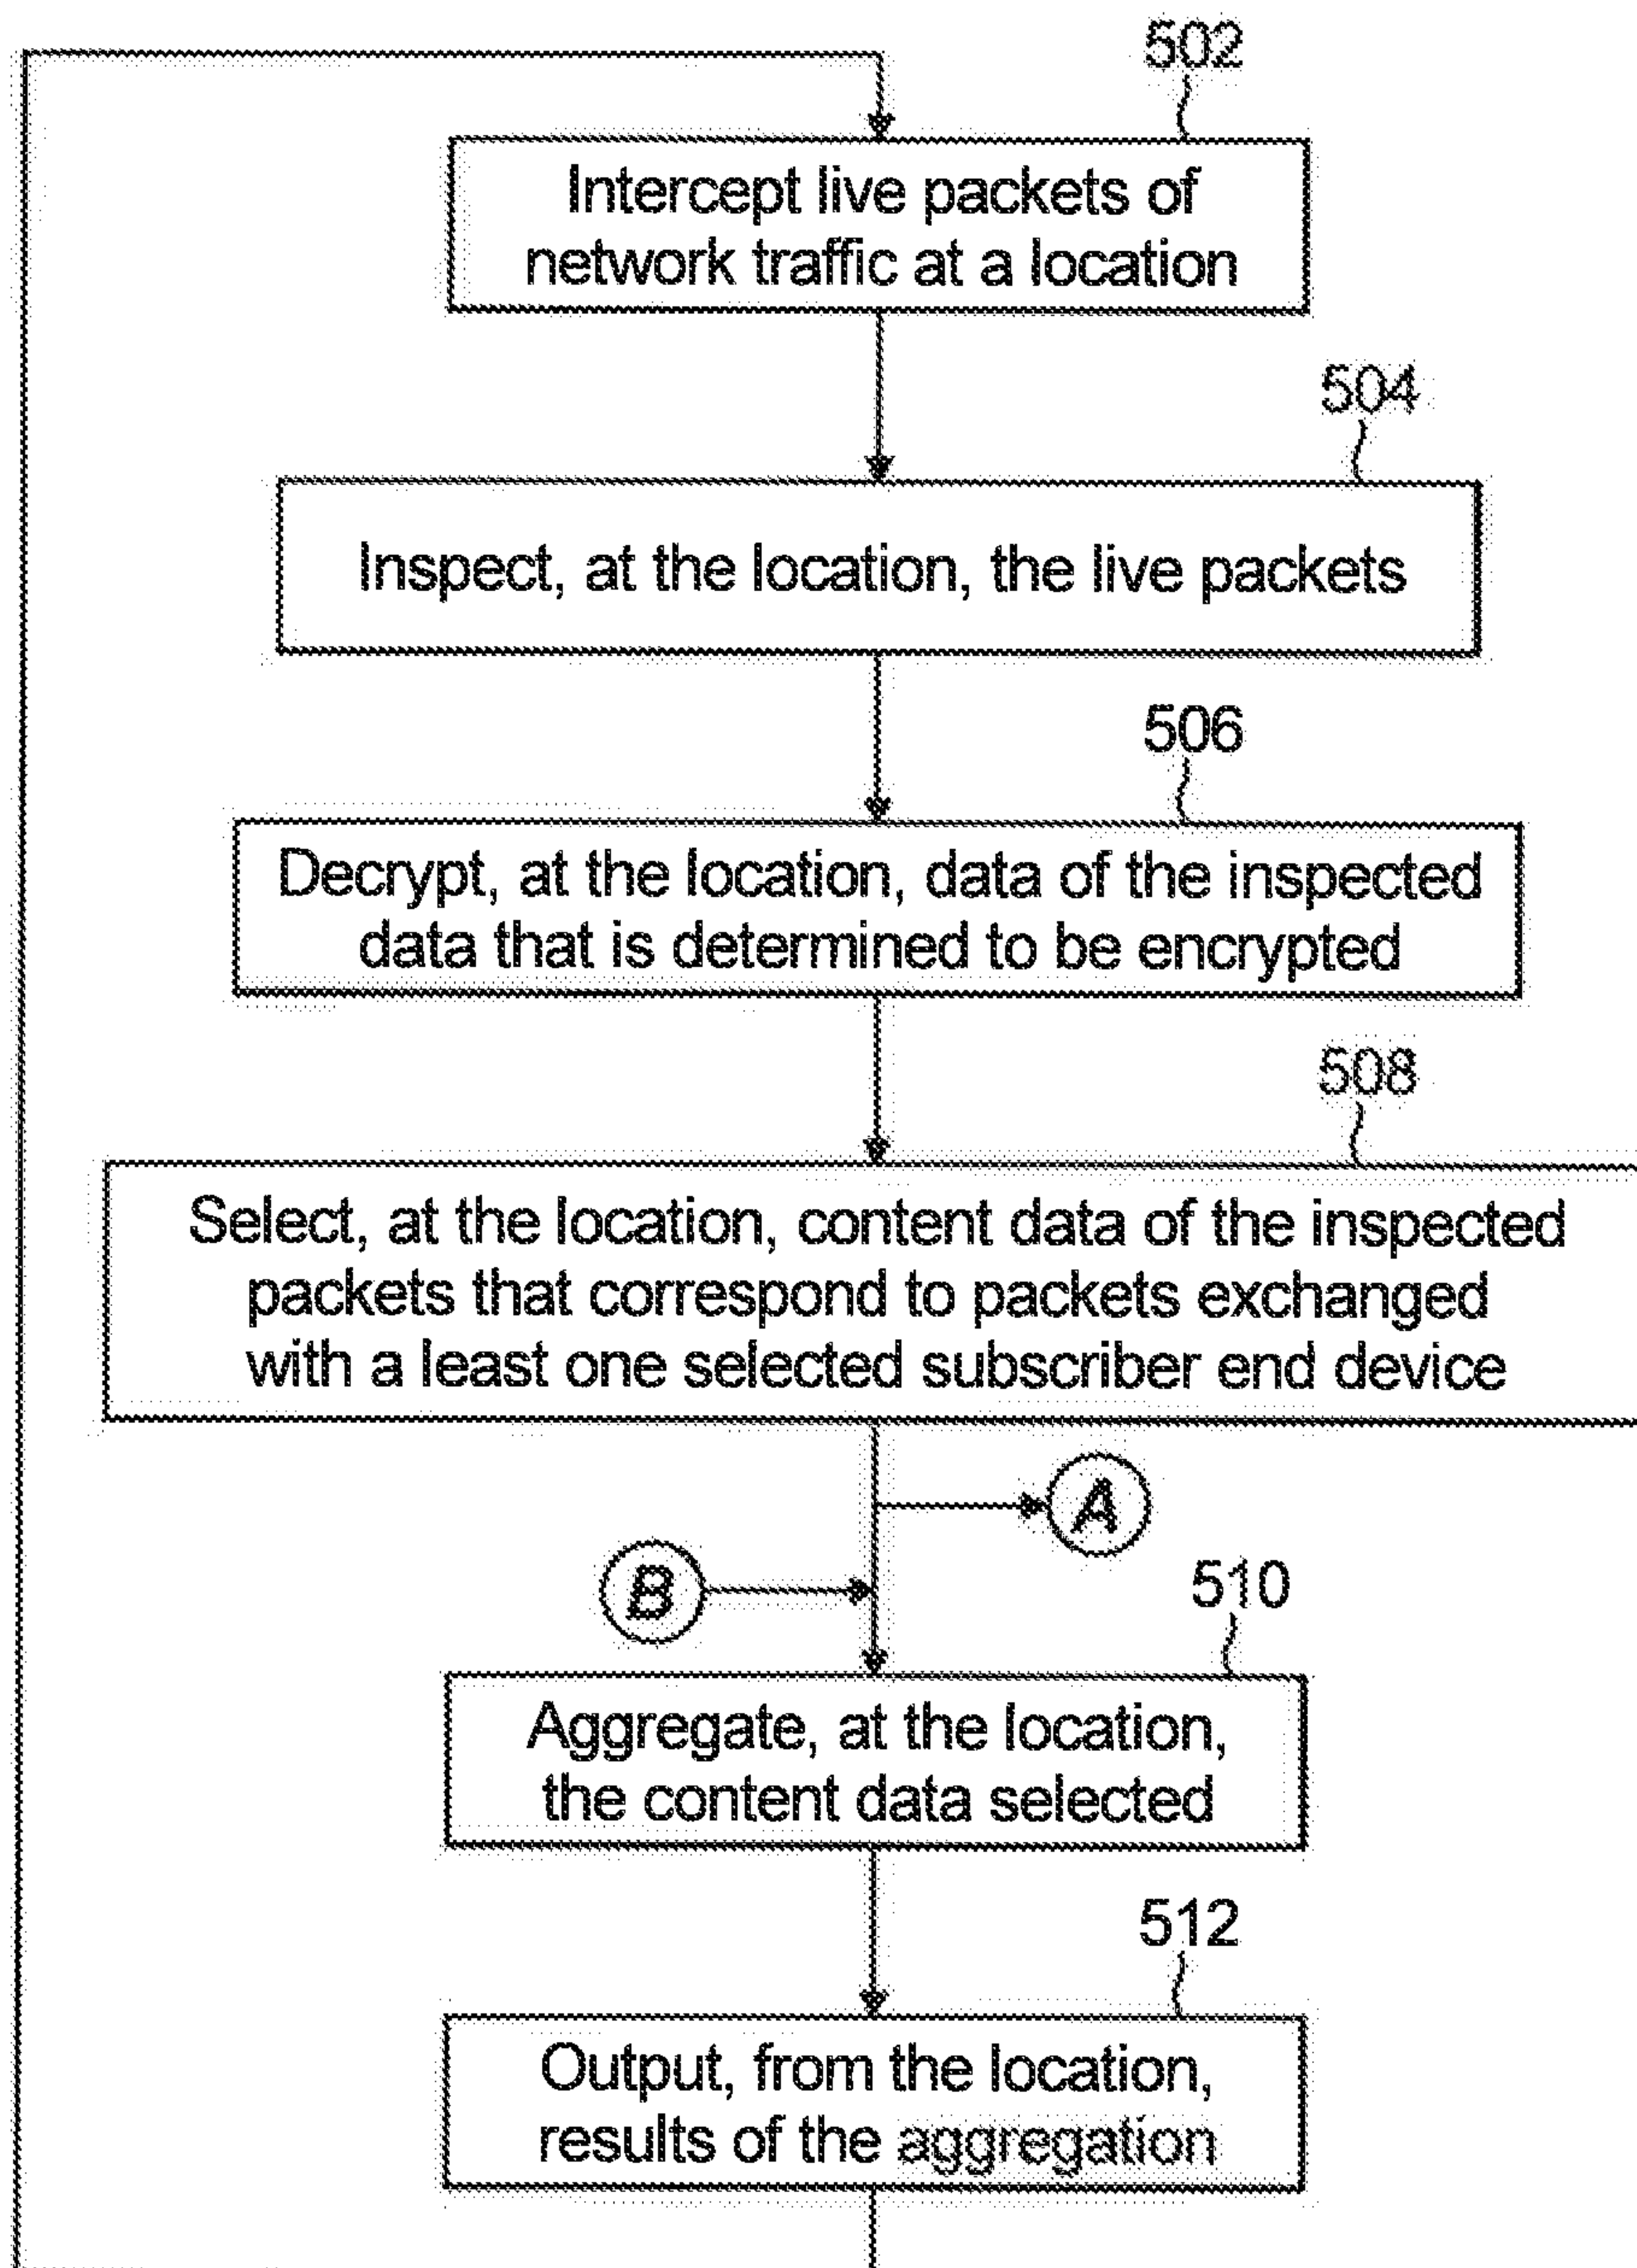 502
Intercept live packets of
network traffic at a location
504
Inspect, at the location, the live packets
506
Decrypt, at the location, data of the inspected
data that is determined to be encrypted
508
Select, at the location, content data of the inspected
packets that correspond to packets exchanged
with a least one selected subscriber end device
A
B
510
Aggregate, at the location,
the content data selected
512
Output, from the location,
results of the aggregation